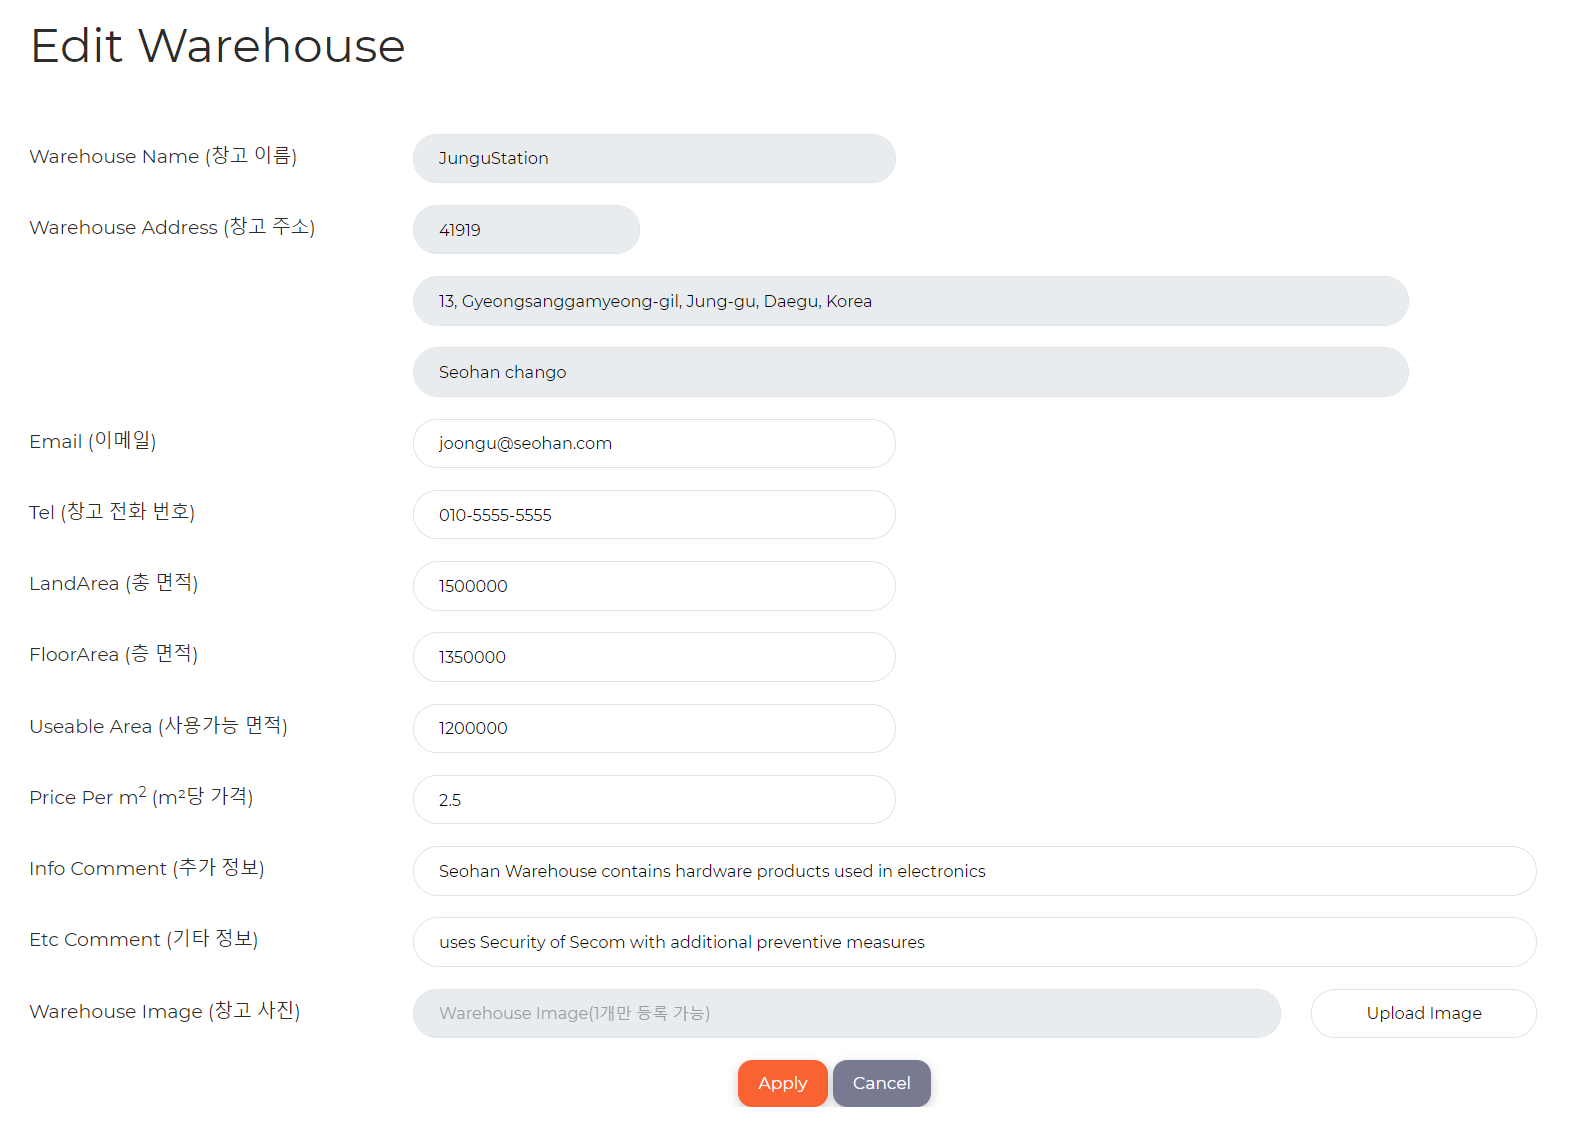 Edit Warehouse
Warehouse Name (창고 이름) JunguStation
Warehouse Address (창고 주소) 41919
13, Gyeongsanggamyeong-gil, Jung-gu, Daegu, Korea
Seohan chango
Email (이메일) joongu@seohan.com
Tel (창고 전화 번호) 010-5555-5555
LandArea (총 면적) 1500000
FloorArea (층 면적) 1350000
Useable Area (사용가능 면적) 1200000
Price Per m² (m²당 가격) 2.5
Info Comment (추가 정보) Seohan Warehouse contains hardware products used in electronics
Etc Comment (기타 정보) uses Security of Secom with additional preventive measures
Warehouse Image (창고 사진) Warehouse Image(1개만 등록 가능) Upload Image
Apply Cancel